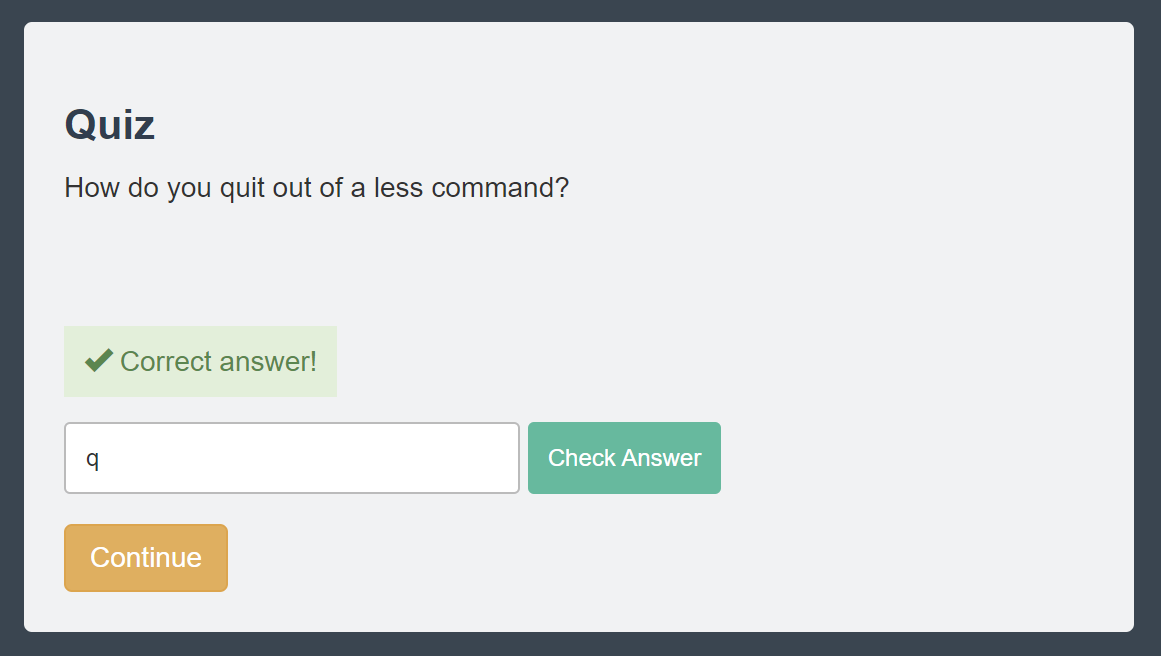 Quiz
How do you quit out of a less command?
✔ Correct answer!
q
Check Answer
Continue